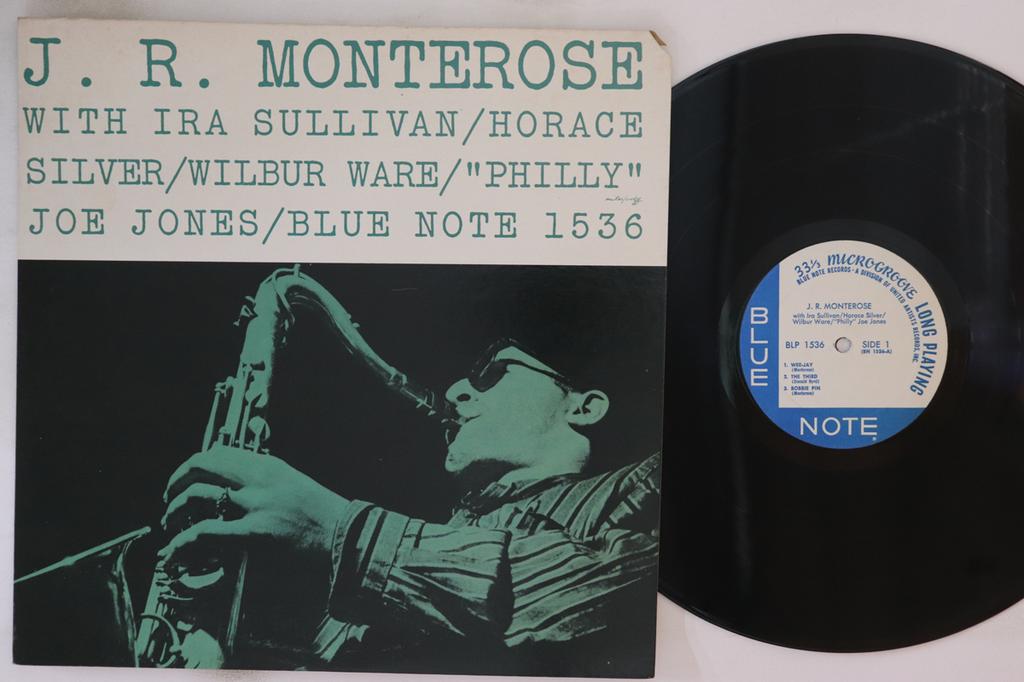 J. R. MONTEROSE
WITH IRA SULLIVAN/HORACE
SILVER/WILBUR WARE/"PHILLY"
JOE JONES/BLUE NOTE 1536
33⅓ MICROGROOVE LONG PLAYING
BLUE NOTE RECORDS - A DIVISION OF UNITED ARTISTS RECORDS, INC.
J. R. MONTEROSE
with Ira Sullivan/Horace Silver/
Wilbur Ware/"Philly" Joe Jones
BLP 1536 SIDE 1
(BN 1536-A)
1. WEE-JAY
(Monterose)
2. THE THIRD
(Donald Byrd)
3. BOBBIE PIN
(Monterose)
BLUE
NOTE